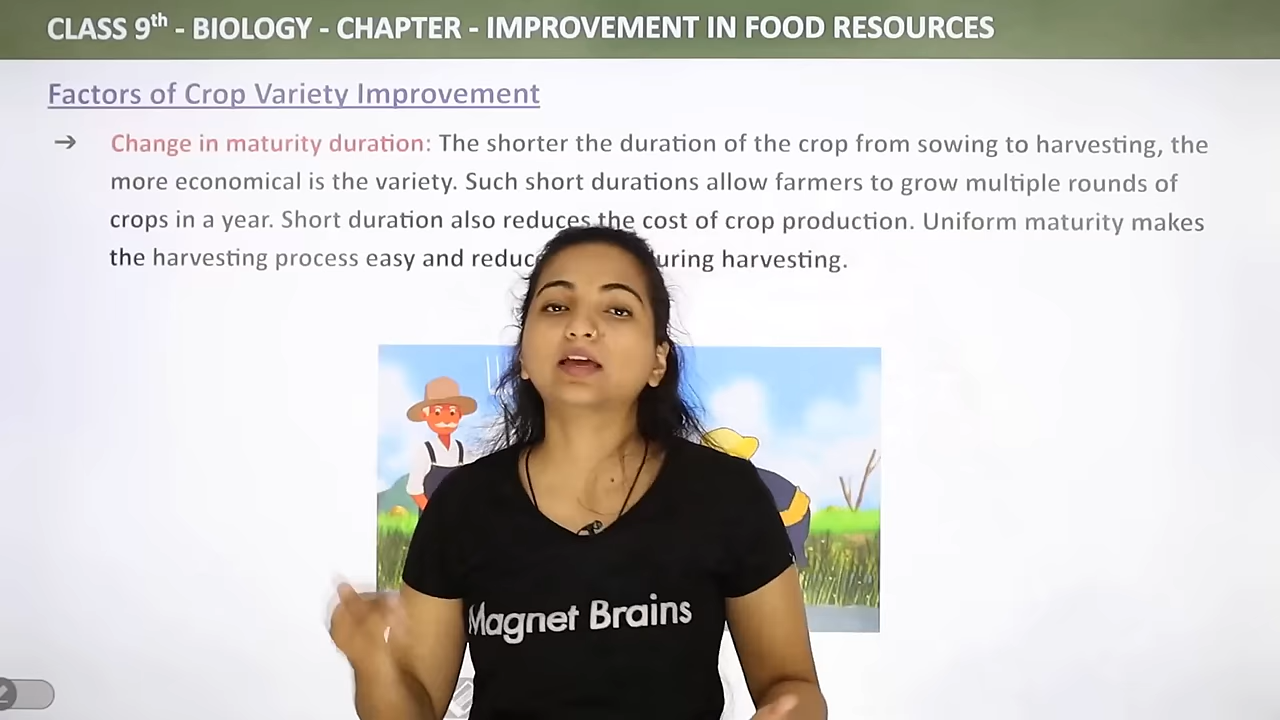 CLASS 9th - BIOLOGY - CHAPTER - IMPROVEMENT IN FOOD RESOURCES
Factors of Crop Variety Improvement
→ Change in maturity duration: The shorter the duration of the crop from sowing to harvesting, the
more economical is the variety. Such short durations allow farmers to grow multiple rounds of
crops in a year. Short duration also reduces the cost of crop production. Uniform maturity makes
the harvesting process easy and reduc uring harvesting.
Magnet Brains